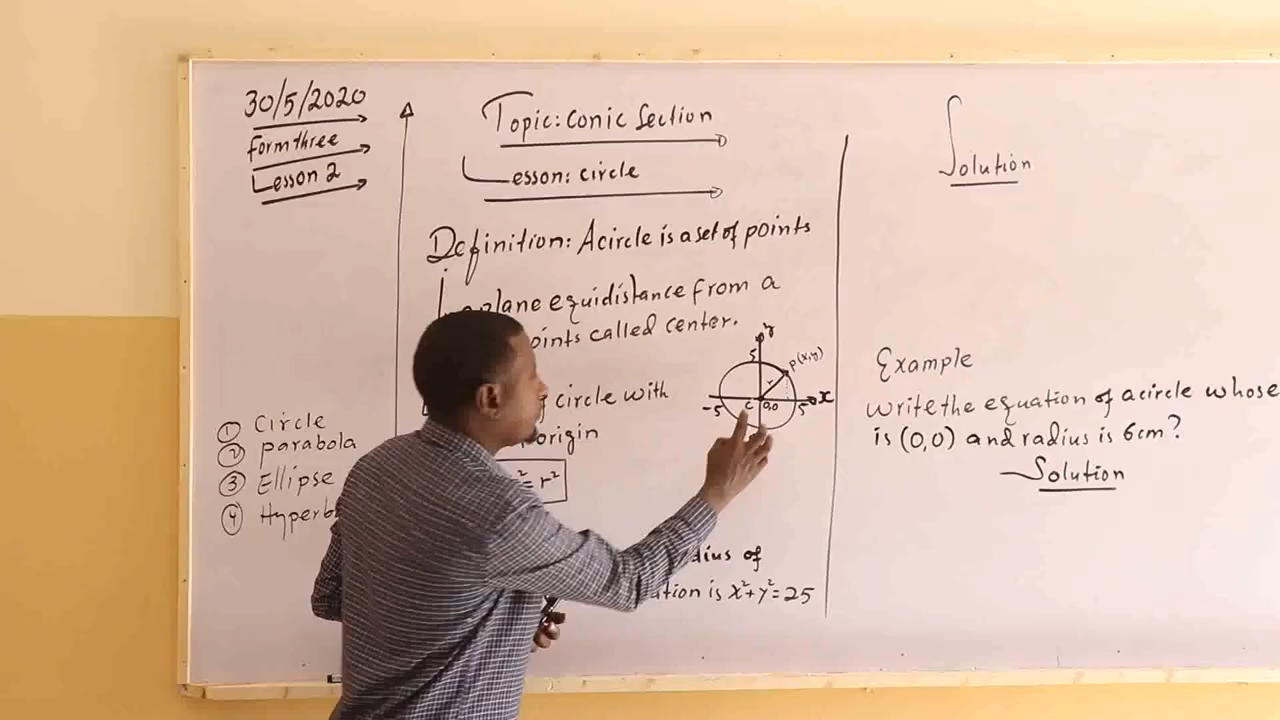 30/5/2020
Form three
Lesson 2
① Circle
② parabola
③ Ellipse
④ Hyperb
Topic: conic Section
Lesson: circle
Definition: A circle is a set of points
plane equidistance from a
oints called center.
circle with
origin
² = r²
dius of
ation is x²+y²=25
y
5
P(x,y)
r
-5
c
0,0
5
x
Solution
Example
Write the equation of a circle whose
is (0,0) and radius is 6cm?
Solution